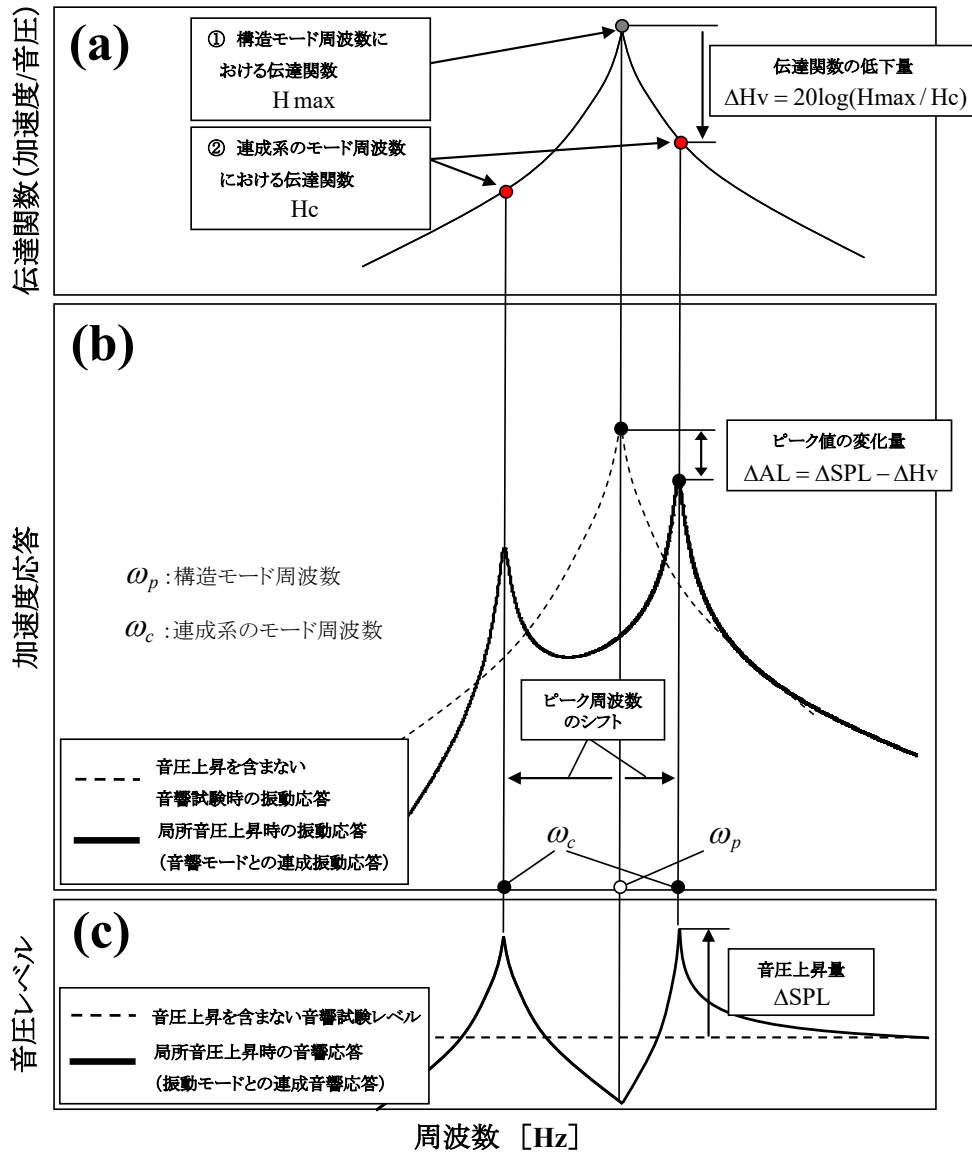 (a)
① 構造モード周波数に
おける伝達関数
H max
② 連成系のモード周波数
における伝達関数
Hc
伝達関数の低下量
ΔHv = 20log(Hmax / Hc)
伝達関数(加速度/音圧)
(b)
ピーク値の変化量
ΔAL = ΔSPL − ΔHv
ωp :構造モード周波数
ωc :連成系のモード周波数
加速度応答
ピーク周波数
のシフト
音圧上昇を含まない
音響試験時の振動応答
局所音圧上昇時の振動応答
(音響モードとの連成振動応答)
ωc
ωp
(c)
音圧上昇量
ΔSPL
音圧レベル
音圧上昇を含まない音響試験レベル
局所音圧上昇時の音響応答
(振動モードとの連成音響応答)
周波数 [Hz]